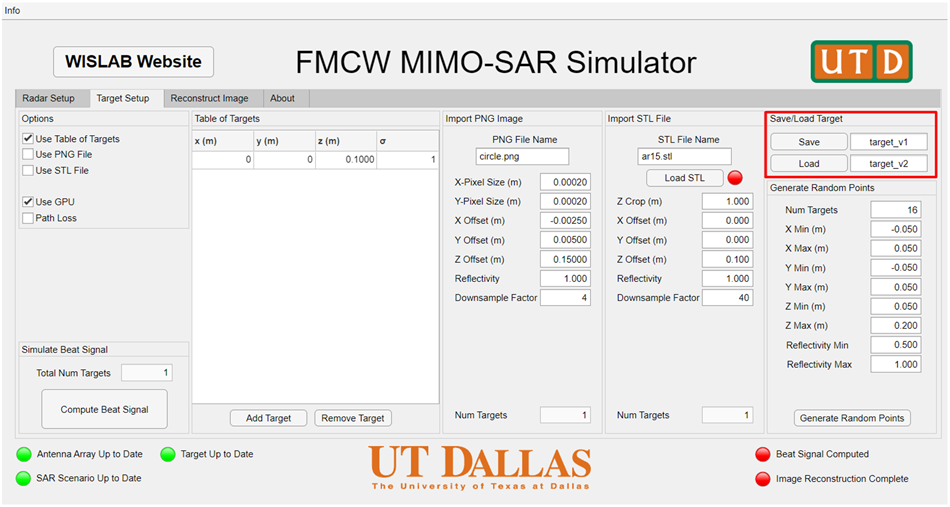 Info
WISLAB Website
FMCW MIMO-SAR Simulator
UTD
Radar Setup Target Setup Reconstruct Image About
Options
Use Table of Targets
Use PNG File
Use STL File
Use GPU
Path Loss
Simulate Beat Signal
Total Num Targets 1
Compute Beat Signal
Table of Targets
x (m) y (m) z (m) σ
0 0 0.1000 1
Add Target Remove Target
Import PNG Image
PNG File Name
circle.png
X-Pixel Size (m) 0.00020
Y-Pixel Size (m) 0.00020
X Offset (m) -0.00250
Y Offset (m) 0.00500
Z Offset (m) 0.15000
Reflectivity 1.000
Downsample Factor 4
Num Targets 1
Import STL File
STL File Name
ar15.stl
Load STL
Z Crop (m) 1.000
X Offset (m) 0.000
Y Offset (m) 0.000
Z Offset (m) 0.100
Reflectivity 1.000
Downsample Factor 40
Num Targets 1
Save/Load Target
Save target_v1
Load target_v2
Generate Random Points
Num Targets 16
X Min (m) -0.050
X Max (m) 0.050
Y Min (m) -0.050
Y Max (m) 0.050
Z Min (m) 0.050
Z Max (m) 0.200
Reflectivity Min 0.500
Reflectivity Max 1.000
Generate Random Points
Antenna Array Up to Date Target Up to Date
SAR Scenario Up to Date
UT DALLAS
The University of Texas at Dallas
Beat Signal Computed
Image Reconstruction Complete